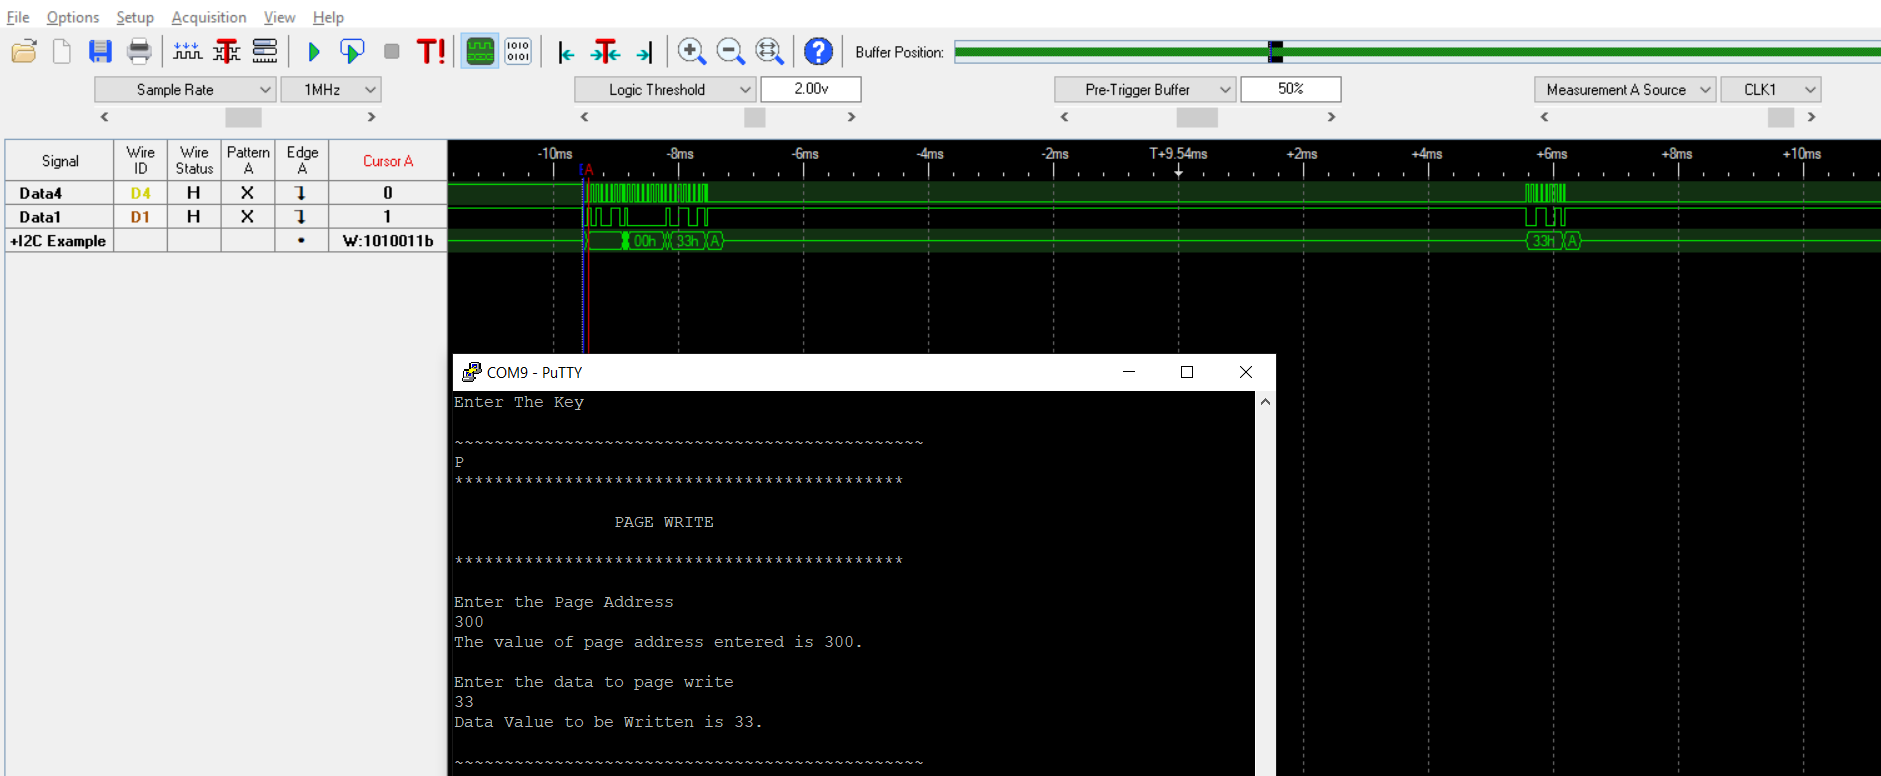 File Options Setup Acquisition View Help
T!
1010
0101
T
?
Buffer Position:
Sample Rate 1MHz Logic Threshold 2.00v Pre-Trigger Buffer 50% Measurement A Source CLK1
Signal Wire ID Wire Status Pattern A Edge A Cursor A
-10ms -8ms -6ms -4ms -2ms T+9.54ms +2ms +4ms +6ms +8ms +10ms
A
Data4 D4 H X 0
Data1 D1 H X 1
+I2C Example W:1010011b 00h 33h A 33h A
COM9 - PuTTY
Enter The Key
~~~~~~~~~~~~~~~~~~~~~~~~~~~~~~~~~~~~~~~~~~~~~~~
P
*********************************************
PAGE WRITE
*********************************************
Enter the Page Address
300
The value of page address entered is 300.
Enter the data to page write
33
Data Value to be Written is 33.
~~~~~~~~~~~~~~~~~~~~~~~~~~~~~~~~~~~~~~~~~~~~~~~